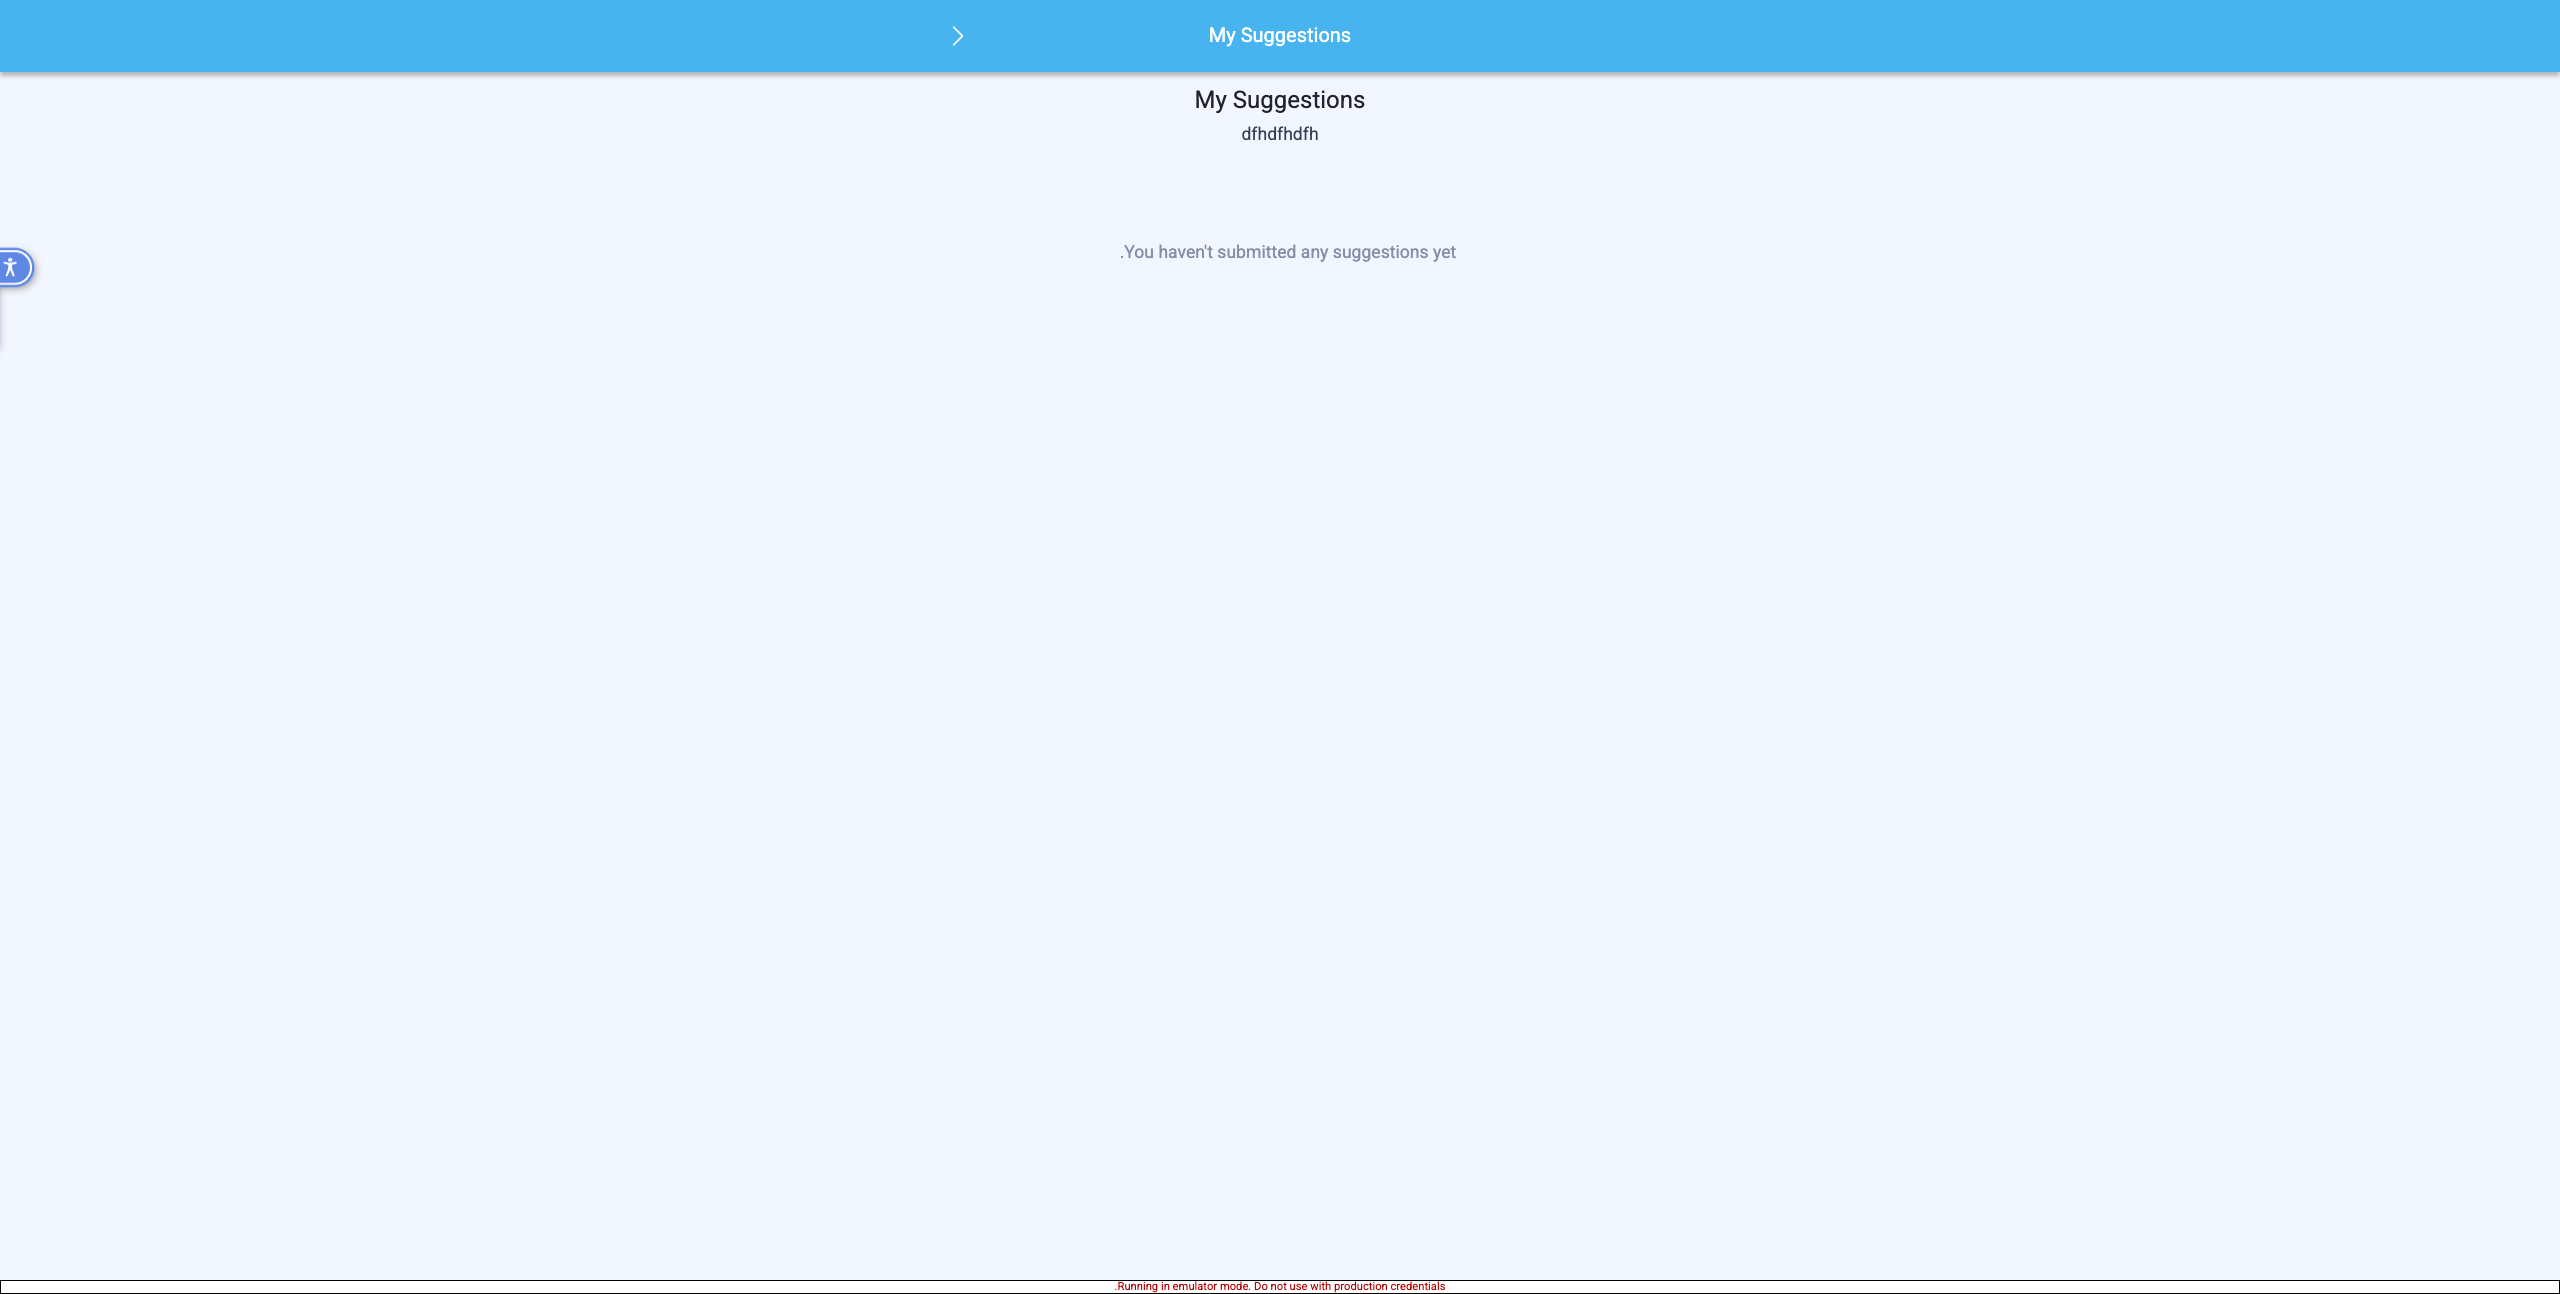 My Suggestions
My Suggestions
dfhdfhdfh
.You haven't submitted any suggestions yet
.Running in emulator mode. Do not use with production credentials